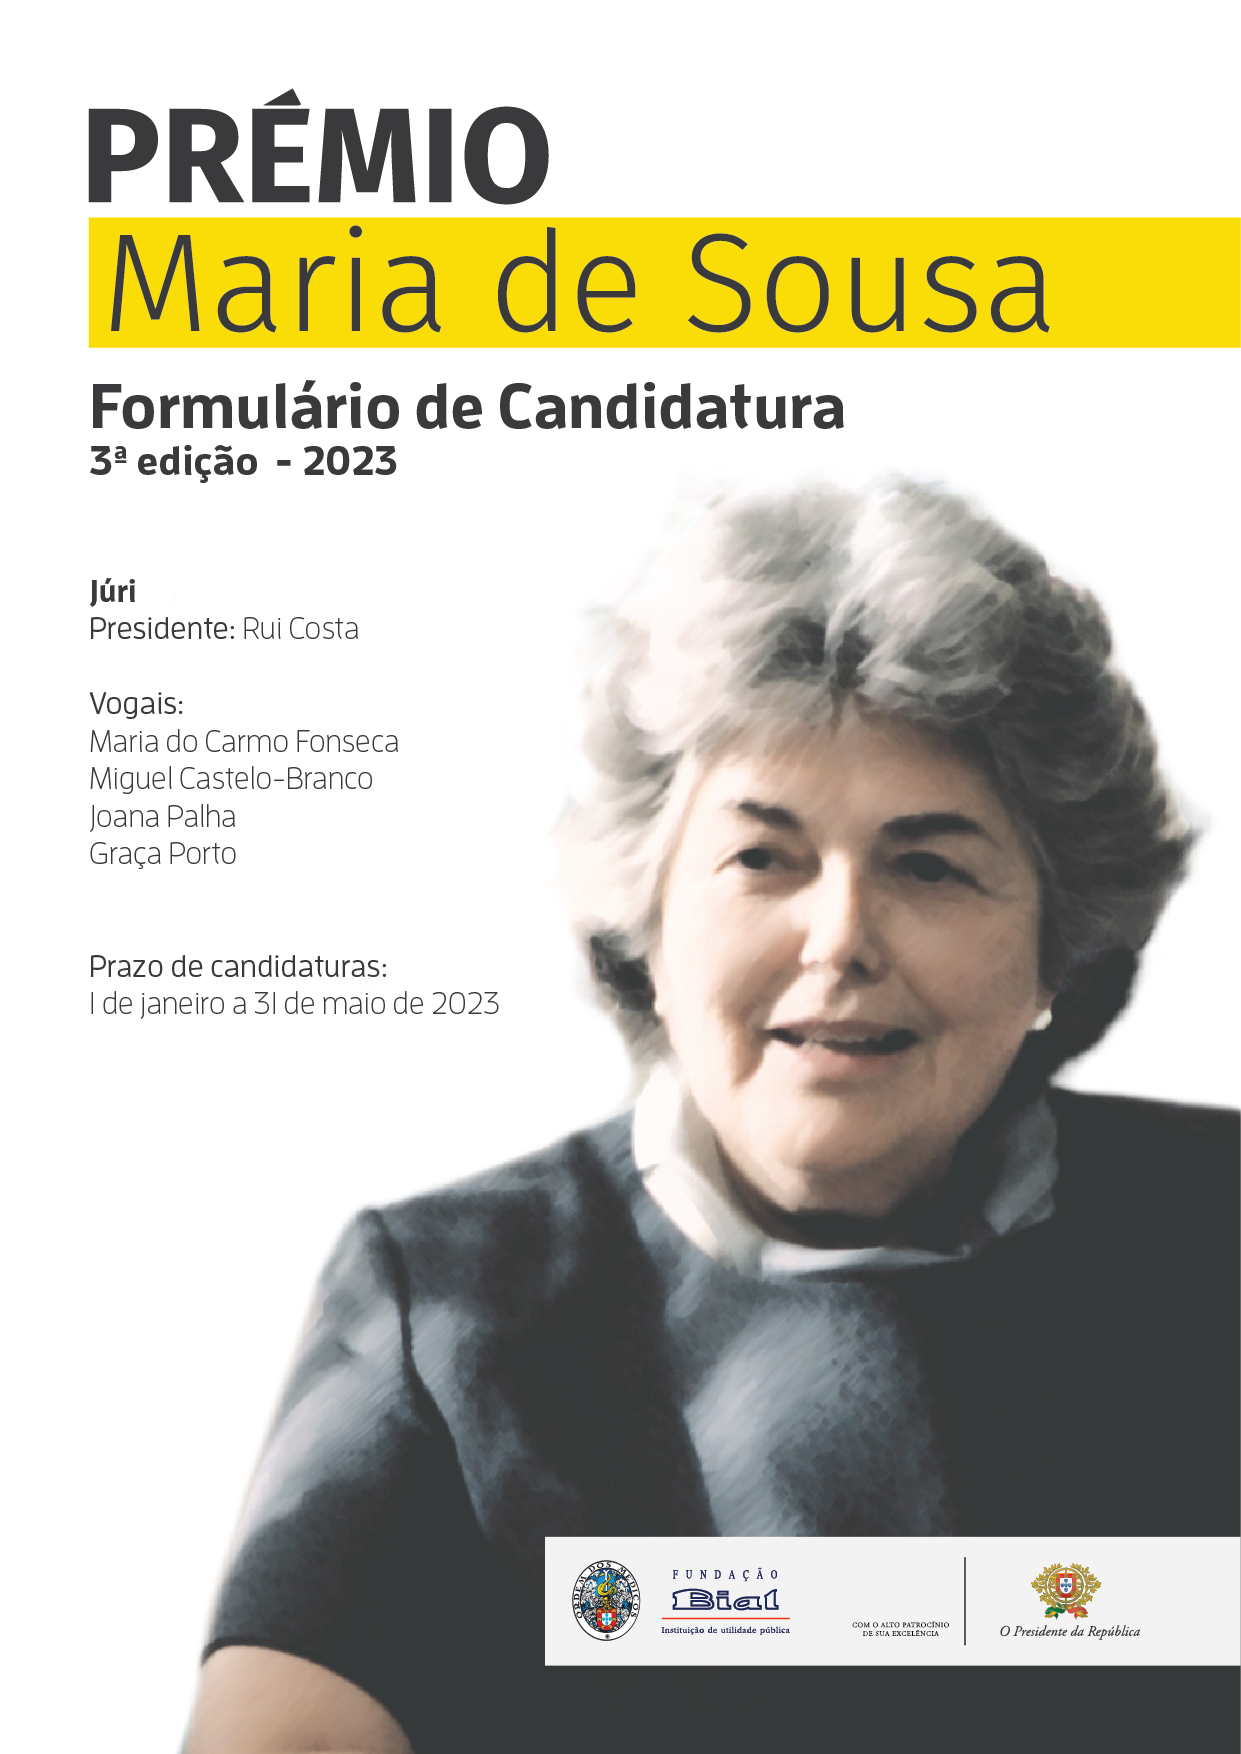 PRÉMIO
Maria de Sousa
Formulário de Candidatura
3ª edição - 2023
Júri
Presidente: Rui Costa
Vogais:
Maria do Carmo Fonseca
Miguel Castelo-Branco
Joana Palha
Graça Porto
Prazo de candidaturas:
1 de janeiro a 31 de maio de 2023
ORDEM DOS MEDICOS
FUNDAÇÃO
Bial
Instituição de utilidade pública
COM O ALTO PATROCÍNIO
DE SUA EXCELÊNCIA
O Presidente da República